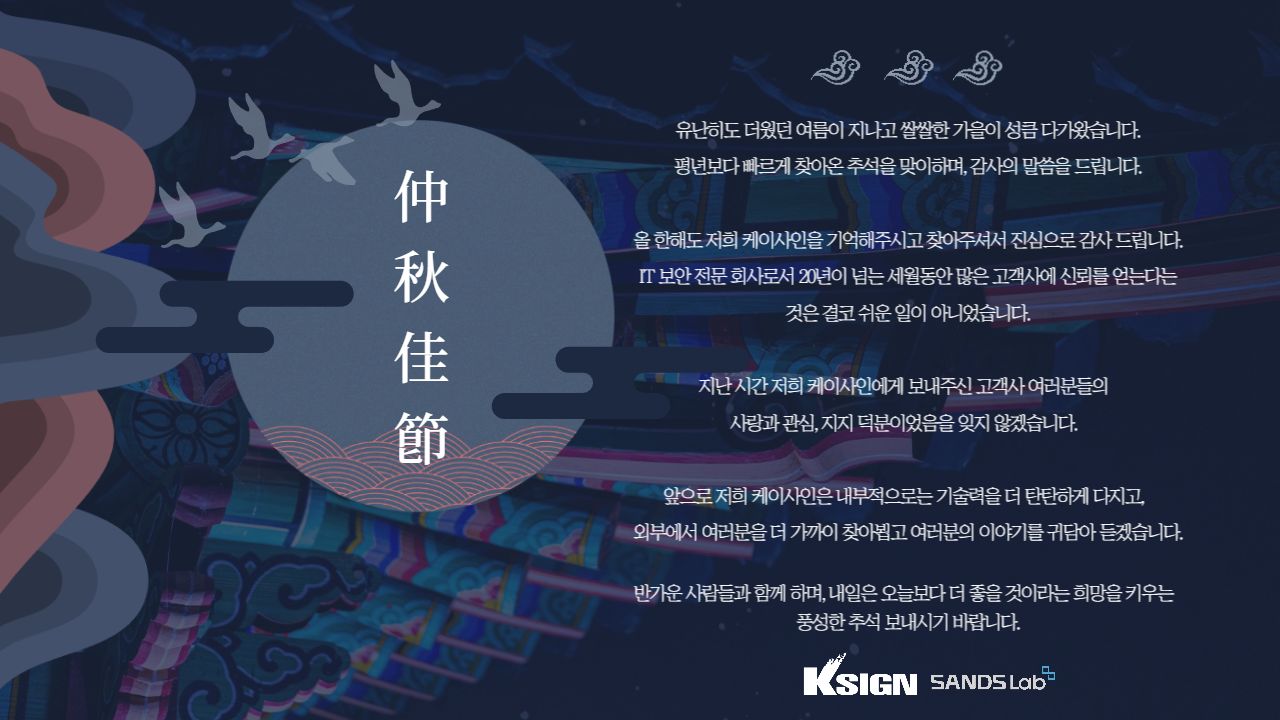 仲秋佳節
유난히도 더웠던 여름이 지나고 쌀쌀한 가을이 성큼 다가왔습니다.
평년보다 빠르게 찾아온 추석을 맞이하며, 감사의 말씀을 드립니다.
올 한해도 저희 케이사인을 기억해주시고 찾아주셔서 진심으로 감사 드립니다.
IT 보안 전문 회사로서 20년이 넘는 세월동안 많은 고객사에 신뢰를 얻는다는
것은 결코 쉬운 일이 아니었습니다.
지난 시간 저희 케이사인에게 보내주신 고객사 여러분들의
사랑과 관심, 지지 덕분이었음을 잊지 않겠습니다.
앞으로 저희 케이사인은 내부적으로는 기술력을 더 탄탄하게 다지고,
외부에서 여러분을 더 가까이 찾아뵙고 여러분의 이야기를 귀담아 듣겠습니다.
반가운 사람들과 함께 하며, 내일은 오늘보다 더 좋을 것이라는 희망을 키우는
풍성한 추석 보내시기 바랍니다.
KSIGN SANDS Lab